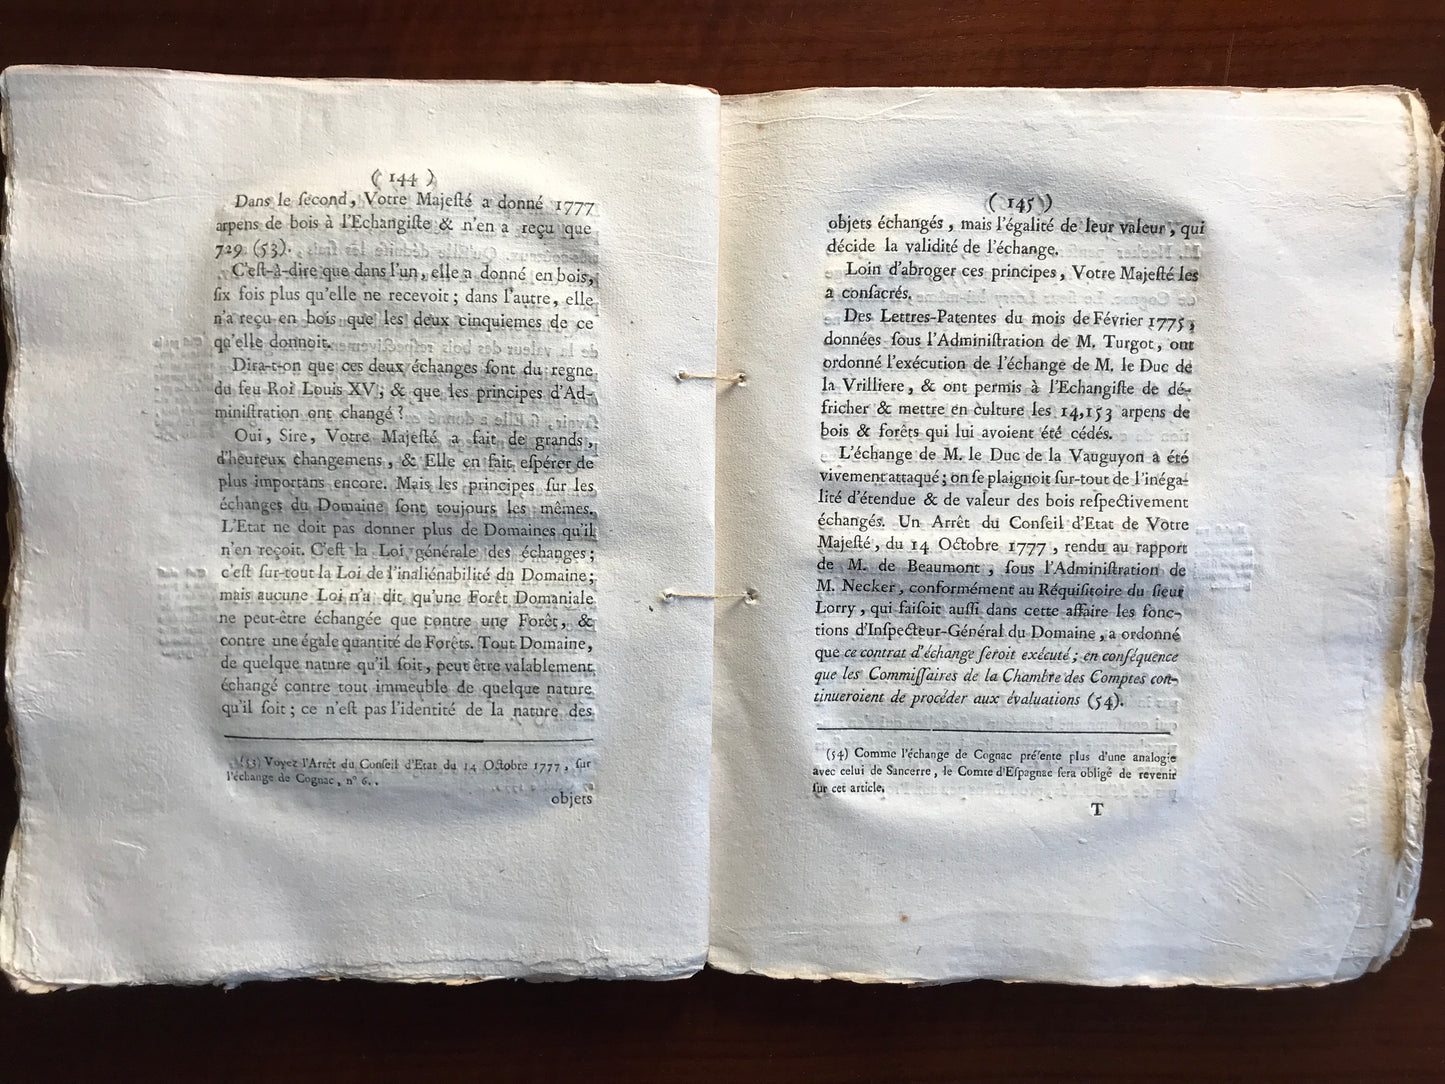 ( 144 )
Dans le ſecond, Votre Majeſté a donné 1777
arpens de bois à l'Echangiſte & n'en a reçu que
729 (53).
C'eſt-à-dire que dans l'un, elle a donné en bois,
ſix fois plus qu'elle ne recevoit; dans l'autre, elle
n'a reçu en bois que les deux cinquiemes de ce
qu'elle donnoit.
Dira-t-on que ces deux échanges ſont du regne
du feu Roi Louis XV, & que les principes d'Ad-
miniſtration ont changé?
Oui, Sire, Votre Majeſté a fait de grands,
d'heureux changemens, & Elle en fait eſpérer de
plus importans encore. Mais les principes ſur les
échanges du Domaine ſont toujours les mêmes.
L'Etat ne doit pas donner plus de Domaines qu'il
n'en reçoit. C'eſt la Loi générale des échanges;
c'eſt ſur-tout la Loi de l'inaliénabilité du Domaine;
mais aucune Loi n'a dit qu'une Forêt Domaniale
ne peut-être échangée que contre une Forêt, &
contre une égale quantité de Forêts. Tout Domaine,
de quelque nature qu'il ſoit, peut être valablement
échangé contre tout immeuble de quelque nature
qu'il ſoit; ce n'eſt pas l'identité de la nature des
(53) Voyez l'Arrêt du Conſeil d'Etat du 14 Octobre 1777, ſur
l'échange de Cognac, n° 6..
objets
( 145 )
objets échangés, mais l'égalité de leur valeur, qui
décide la validité de l'échange.
Loin d'abroger ces principes, Votre Majeſté les
a conſacrés.
Des Lettres-Patentes du mois de Février 1775,
données ſous l'Adminiſtration de M. Turgot, ont
ordonné l'exécution de l'échange de M. le Duc de
la Vrilliere, & ont permis à l'Echangiſte de dé-
fricher & mettre en culture les 14,153 arpens de
bois & forêts qui lui avoient été cédés.
L'échange de M. le Duc de la Vauguyon a été
vivement attaqué; on ſe plaignoit ſur-tout de l'inéga-
lité d'étendue & de valeur des bois reſpectivement
échangés. Un Arrêt du Conſeil d'Etat de Votre
Majeſté, du 14 Octobre 1777, rendu au rapport
de M. de Beaumont, ſous l'Adminiſtration de
M. Necker, conformément au Réquiſitoire du ſieur
Lorry, qui faiſoit auſſi dans cette affaire les fonc-
tions d'Inſpecteur-Général du Domaine, a ordonné
que ce contrat d'échange ſeroit exécuté; en conſéquence
que les Commiſſaires de la Chambre des Comptes con-
tinueroient de procéder aux évaluations (54).
(54) Comme l'échange de Cognac préſente plus d'une analogie
avec celui de Sancerre, le Comte d'Eſpagnac ſera obligé de revenir
ſur cet article.
T